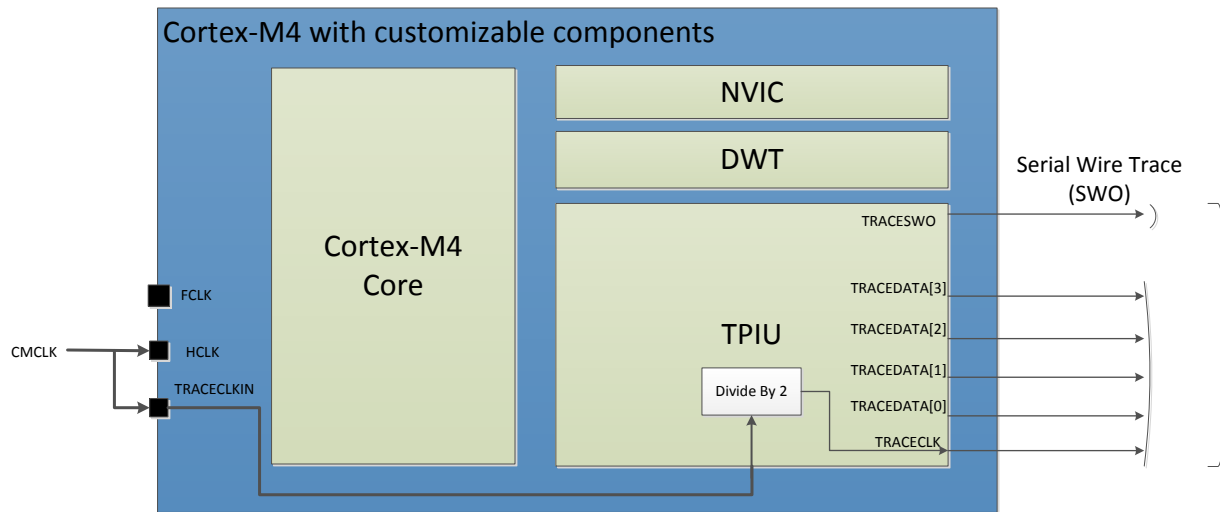 Cortex-M4 with customizable components
NVIC
DWT
Serial Wire Trace
(SWO)
TRACESWO
Cortex-M4
Core
FCLK
TRACEDATA[3]
TPIU
TRACEDATA[2]
CMCLK
HCLK
TRACEDATA[1]
TRACECLKIN
Divide By 2
TRACEDATA[0]
TRACECLK